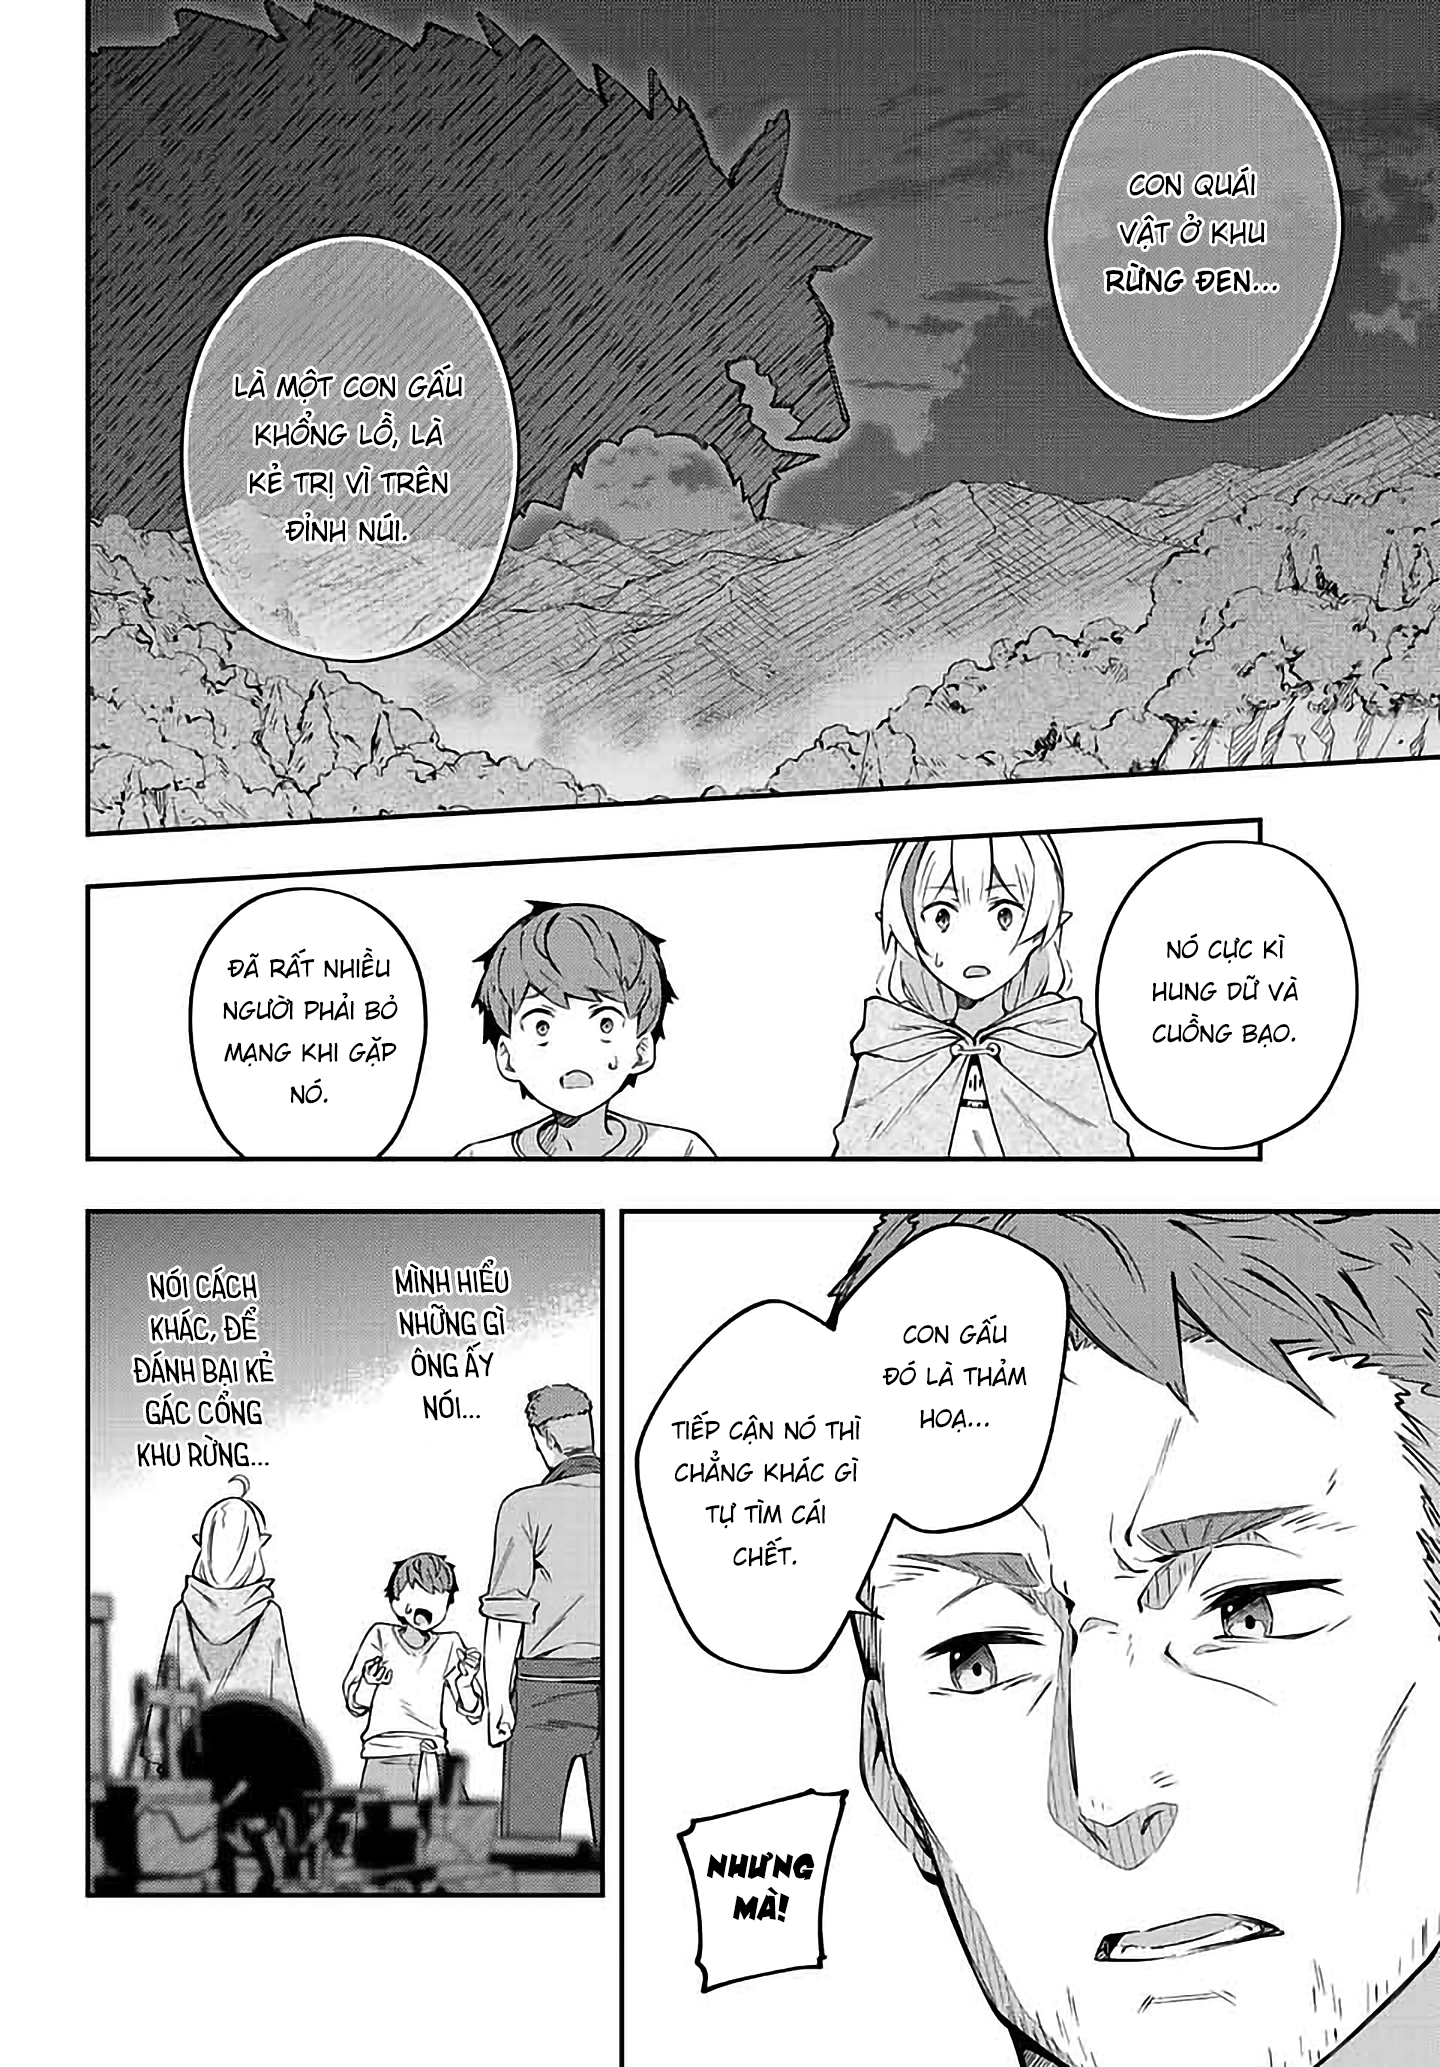 CON QUÁI
VẬT Ở KHU
RỪNG ĐEN...
LÀ MỘT CON GẤU
KHỔNG LỒ, LÀ
KẺ TRỊ VÌ TRÊN
ĐỈNH NÚI.
NÓ CỰC KÌ
HUNG DỮ VÀ
CUỒNG BẠO.
ĐÃ RẤT NHIỀU
NGƯỜI PHẢI BỎ
MẠNG KHI GẶP
NÓ.
CON GẤU
ĐÓ LÀ THẢM
HOẠ...
TIẾP CẬN NÓ THÌ
CHẲNG KHÁC GÌ
TỰ TÌM CÁI
CHẾT.
NHƯNG
MÀ!
MÌNH HIỂU
NHỮNG GÌ
ÔNG ẤY
NÓI...
NÓI CÁCH
KHÁC, ĐỂ
ĐÁNH BẠI KẺ
GÁC CỔNG
KHU RỪNG...